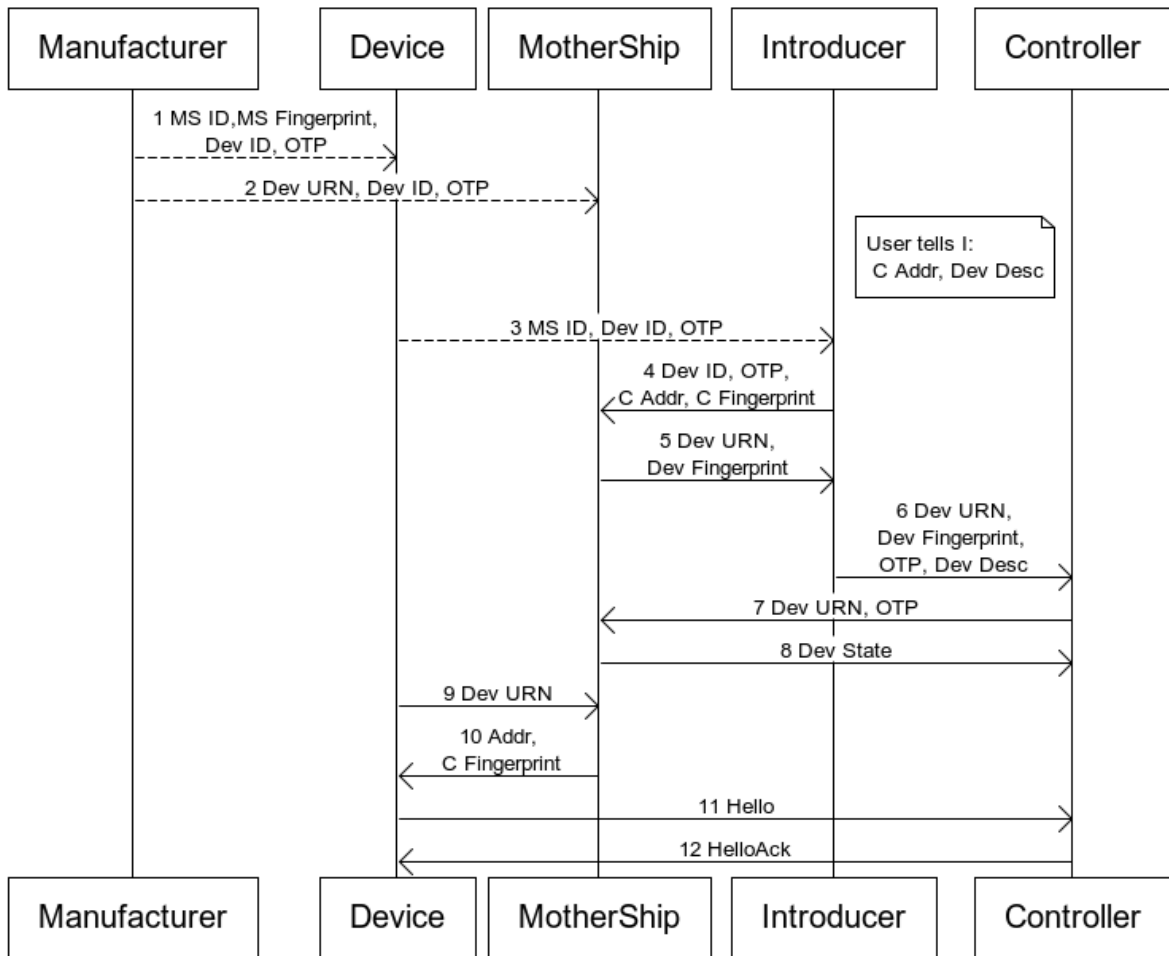 Manufacturer Device MotherShip Introducer Controller
1 MS ID,MS Fingerprint,
Dev ID, OTP
2 Dev URN, Dev ID, OTP
User tells I:
C Addr, Dev Desc
3 MS ID, Dev ID, OTP
4 Dev ID, OTP,
C Addr, C Fingerprint
5 Dev URN,
Dev Fingerprint
6 Dev URN,
Dev Fingerprint,
OTP, Dev Desc
7 Dev URN, OTP
8 Dev State
9 Dev URN
10 Addr,
C Fingerprint
11 Hello
12 HelloAck
Manufacturer Device MotherShip Introducer Controller